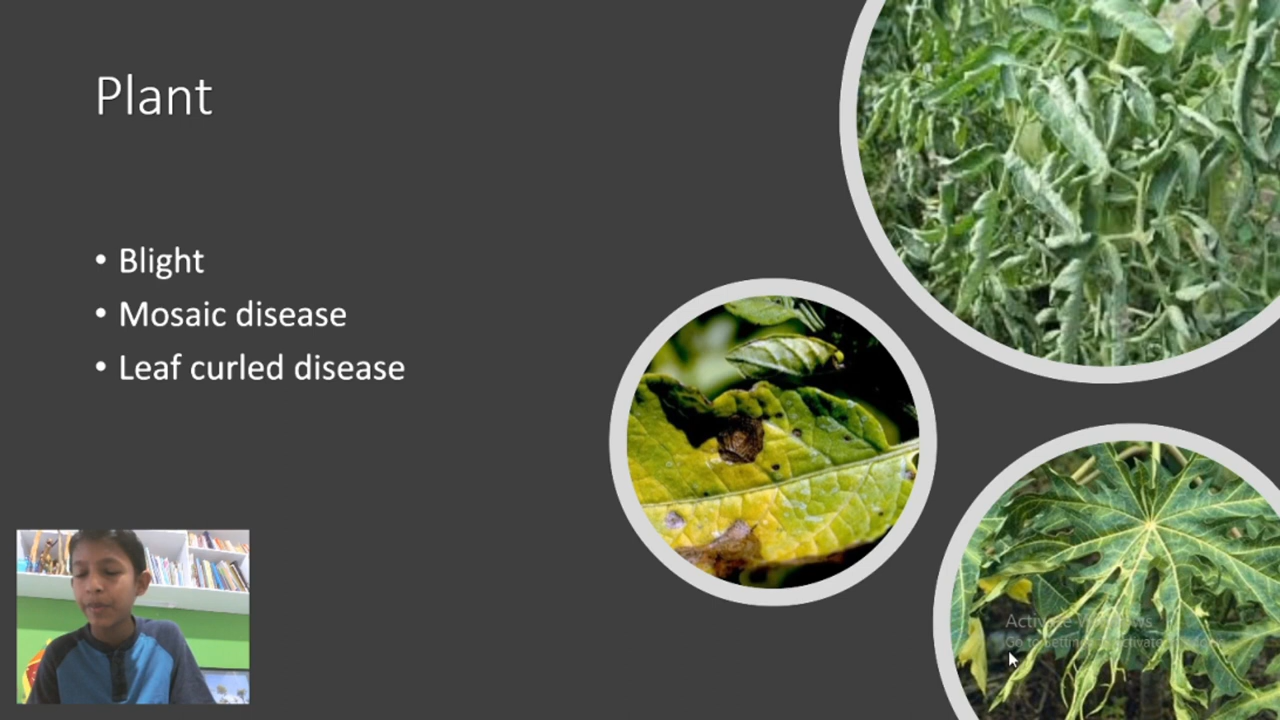 Plant
• Blight
• Mosaic disease
• Leaf curled disease
Activate Windows
Go to Settings to activate Windows.